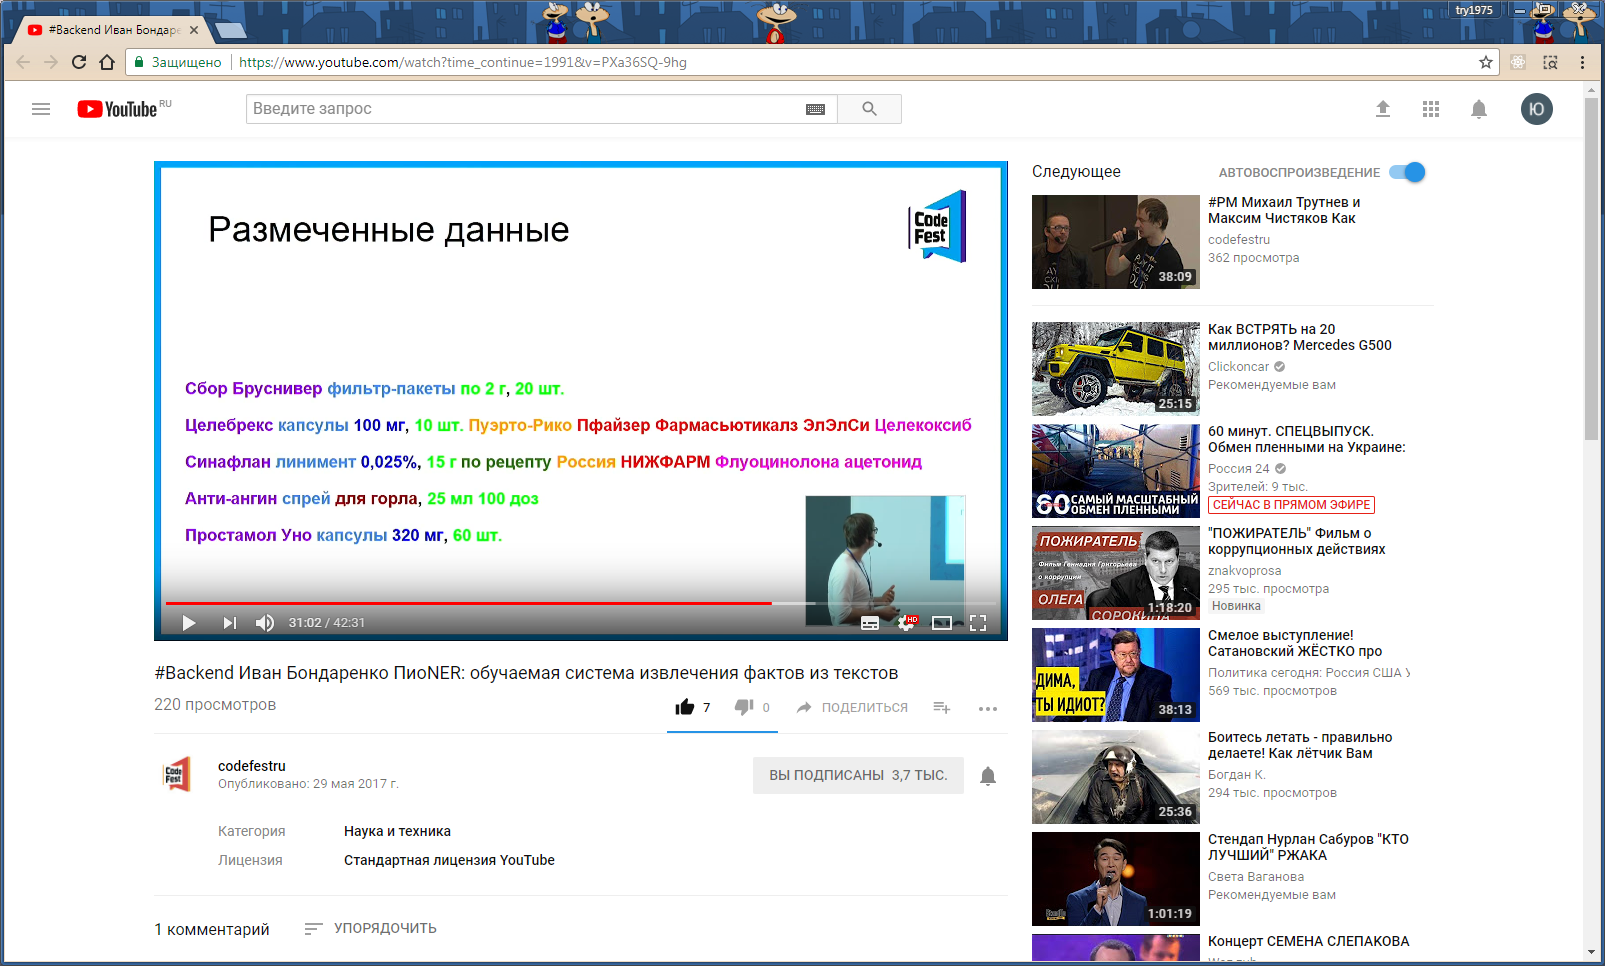 try1975
#Backend Иван Бондаре
Защищено
https://www.youtube.com/watch?time_continue=1991&v=PXa36SQ-9hg
YouTube RU
Введите запрос
Ю
Размеченные данные
Code
Fest
Сбор Бруснивер фильтр-пакеты по 2 г, 20 шт.
Целебрекс капсулы 100 мг, 10 шт. Пуэрто-Рико Пфайзер Фармасьютикалз ЭлЭлСи Целекоксиб
Синафлан линимент 0,025%, 15 г по рецепту Россия НИЖФАРМ Флуоцинолона ацетонид
Анти-ангин спрей для горла, 25 мл 100 доз
Простамол Уно капсулы 320 мг, 60 шт.
31:02 / 42:31
HD
#Backend Иван Бондаренко ПиоNER: обучаемая система извлечения фактов из текстов
220 просмотров
7
0
ПОДЕЛИТЬСЯ
Code
Fest
codefestru
Опубликовано: 29 мая 2017 г.
ВЫ ПОДПИСАНЫ 3,7 ТЫС.
Категория
Наука и техника
Лицензия
Стандартная лицензия YouTube
1 комментарий
УПОРЯДОЧИТЬ
Следующее
АВТОВОСПРОИЗВЕДЕНИЕ
38:09
#PM Михаил Трутнев и
Максим Чистяков Как
codefestru
362 просмотра
25:15
Как ВСТРЯТЬ на 20
миллионов? Mercedes G500
Clickoncar
Рекомендуемые вам
60 САМЫЙ МАСШТАБНЫЙ
ОБМЕН ПЛЕННЫМИ
60 минут. СПЕЦВЫПУСК.
Обмен пленными на Украине:
Россия 24
Зрителей: 9 тыс.
СЕЙЧАС В ПРЯМОМ ЭФИРЕ
ПОЖИРАТЕЛЬ
Фильм Геннадия Григорьева
о коррупции
ОЛЕГА
СОРОКИНА
1:18:20
"ПОЖИРАТЕЛЬ" Фильм о
коррупционных действиях
znakvoprosa
295 тыс. просмотра
Новинка
ДИМА,
ТЫ ИДИОТ?
38:13
Смелое выступление!
Сатановский ЖЁСТКО про
Политика сегодня: Россия США У
569 тыс. просмотров
25:36
Боитесь летать - правильно
делаете! Как лётчик Вам
Богдан К.
294 тыс. просмотров
1:01:19
Стендап Нурлан Сабуров "КТО
ЛУЧШИЙ" РЖАКА
Света Ваганова
Рекомендуемые вам
Концерт СЕМЕНА СЛЕПАКОВА